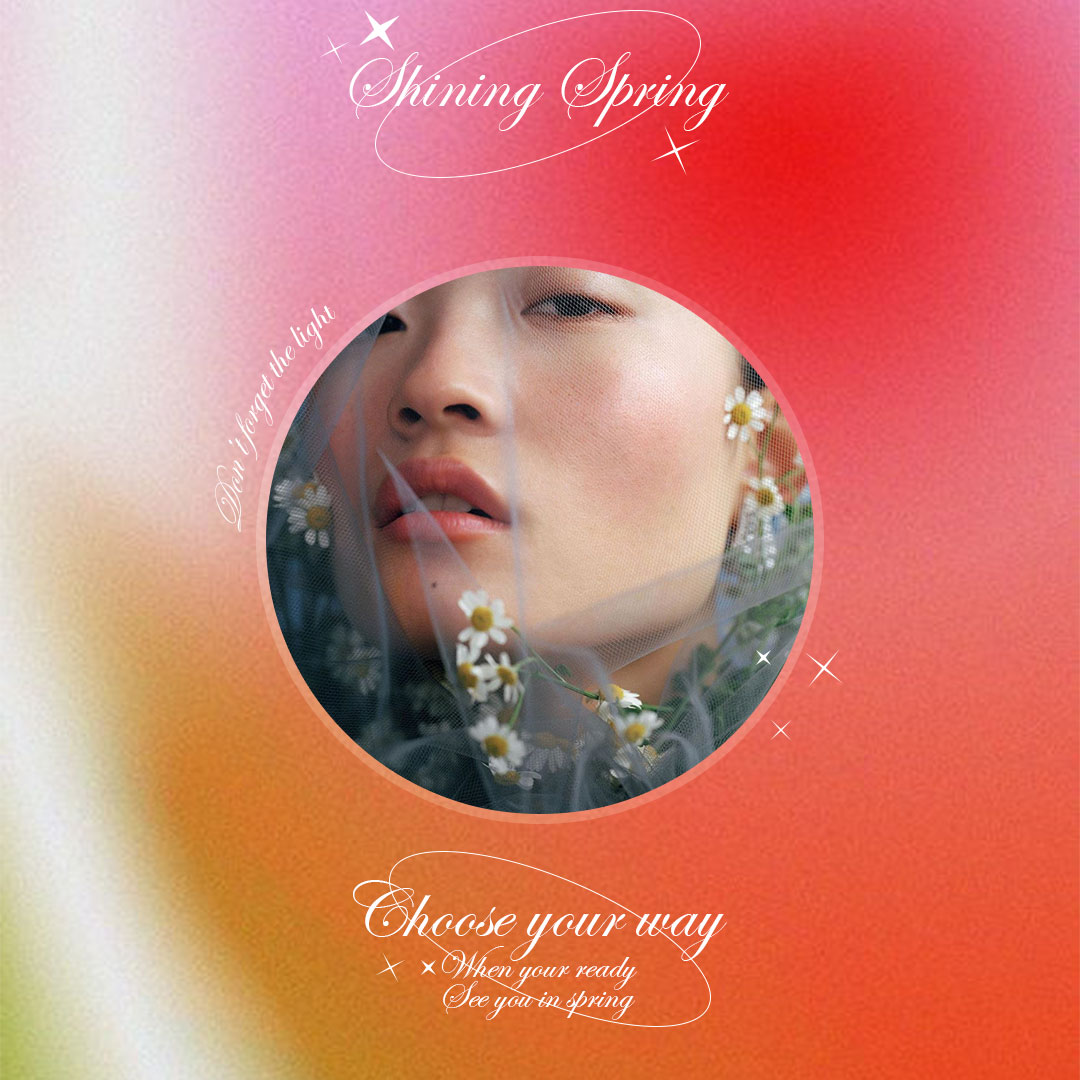 Shining Spring
Don't forget the light
Choose your way
When your ready
See you in spring